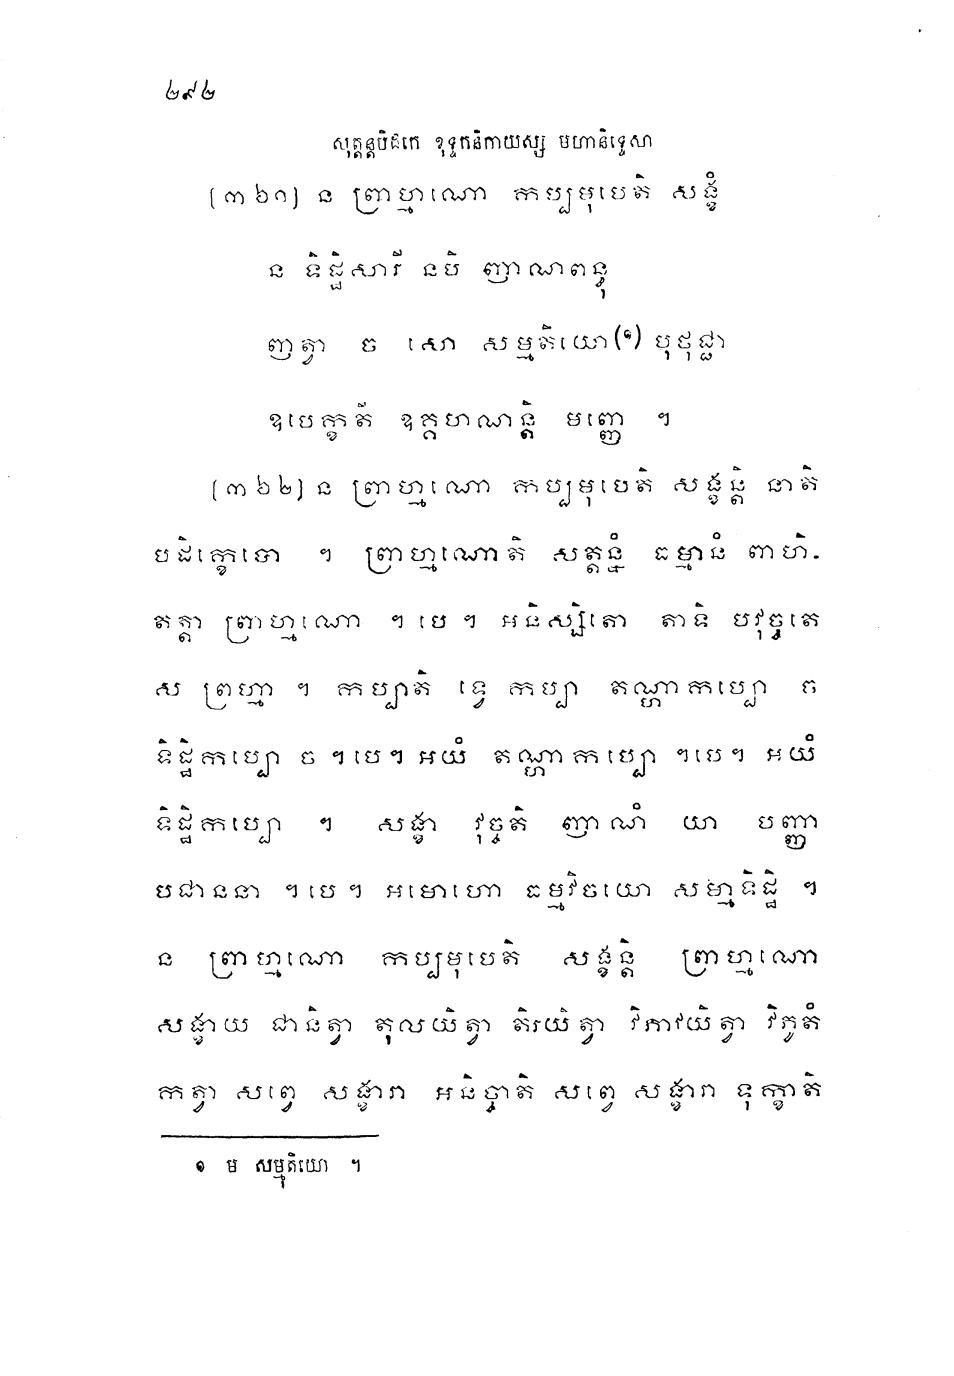 ២៩២
សុត្តន្តបិដកេ ខុទ្ទកនិកាយស្ស មហានិទ្ទេសា
[៣៦១] ន ព្រាហ្មណោ កប្បមុបេតិ សង្ខំ
ន ទិដ្ឋិសារី នបិ ញាណពន្ធុ
ញត្វា ច សោ សម្មតិយោ(១) បុថុជ្ជា
ឧបេក្ខតី ឧគ្គហណន្តិ មញ្ញេ ។
[៣៦២] ន ព្រាហ្មណោ កប្បមុបេតិ សង្ខន្តិ នាតិ
បដិក្ខេបោ ។ ព្រាហ្មណោតិ សត្តន្នំ ធម្មានំ ពាហិ-
តត្តា ព្រាហ្មណោ ។ បេ ។ អនិស្សិតោ តាទិ បវុច្ចតេ
ស ព្រហ្មា ។ កប្បាតិ ទ្វេ កប្បា តណ្ហាកប្បោ ច
ទិដ្ឋិកប្បោ ច ។ បេ ។ អយំ តណ្ហាកប្បោ ។ បេ ។ អយំ
ទិដ្ឋិកប្បោ ។ សង្ខា វុច្ចតិ ញាណំ យា បញ្ញា
បជាននា ។ បេ ។ អមោហោ ធម្មវិចយោ សម្មាទិដ្ឋិ ។
ន ព្រាហ្មណោ កប្បមុបេតិ សង្ខន្តិ ព្រាហ្មណោ
សង្ខាយ ជានិត្វា តុលយិត្វា តិរយិត្វា វិភាវយិត្វា វិភូតំ
កត្វា សព្វេ សង្ខារា អនិច្ចាតិ សព្វេ សង្ខារា ទុក្ខាតិ
១ ម សម្មុតិយោ ។